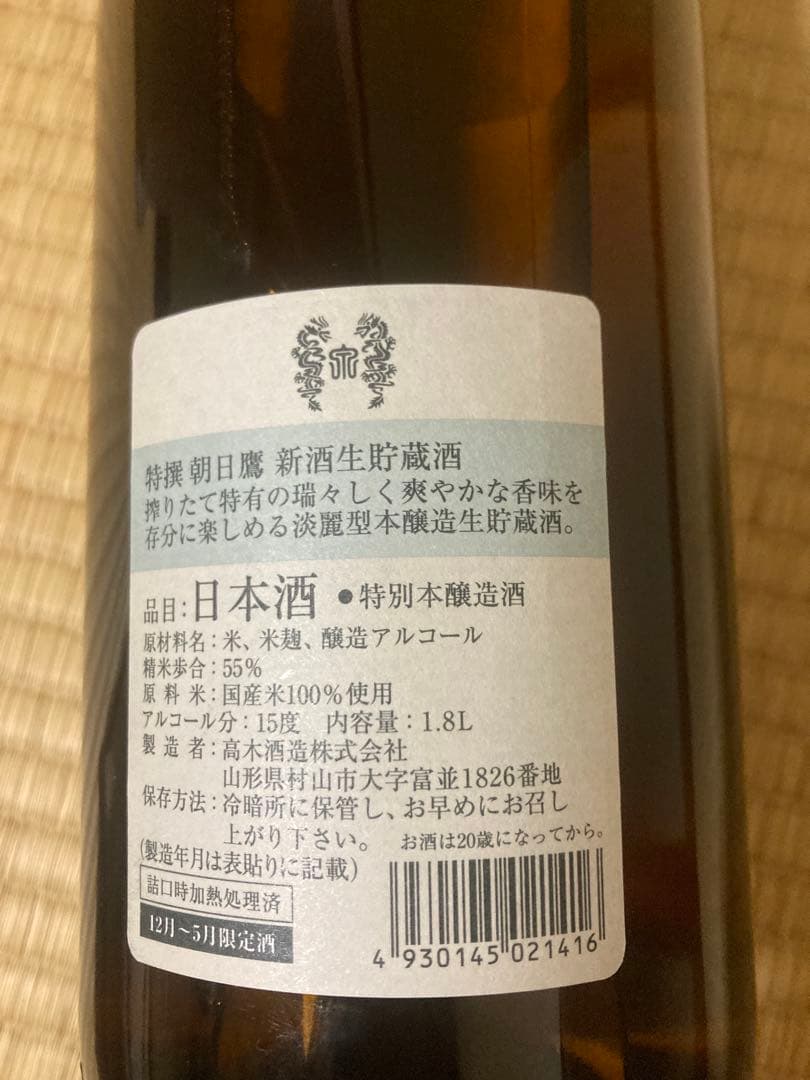 特撰 朝日鷹 新酒生貯蔵酒
搾りたて特有の瑞々しく爽やかな香味を
存分に楽しめる淡麗型本醸造生貯蔵酒。
品目：日本酒 ●特別本醸造酒
原材料名：米、米麹、醸造アルコール
精米歩合：55%
原料米：国産米100%使用
アルコール分：15度 内容量：1.8L
製造者：高木酒造株式会社
山形県村山市大字富並1826番地
保存方法：冷暗所に保管し、お早めにお召し
上がり下さい。 お酒は20歳になってから。
(製造年月は表貼りに記載)
詰口時加熱処理済
12月～5月限定酒
4 930145 021416